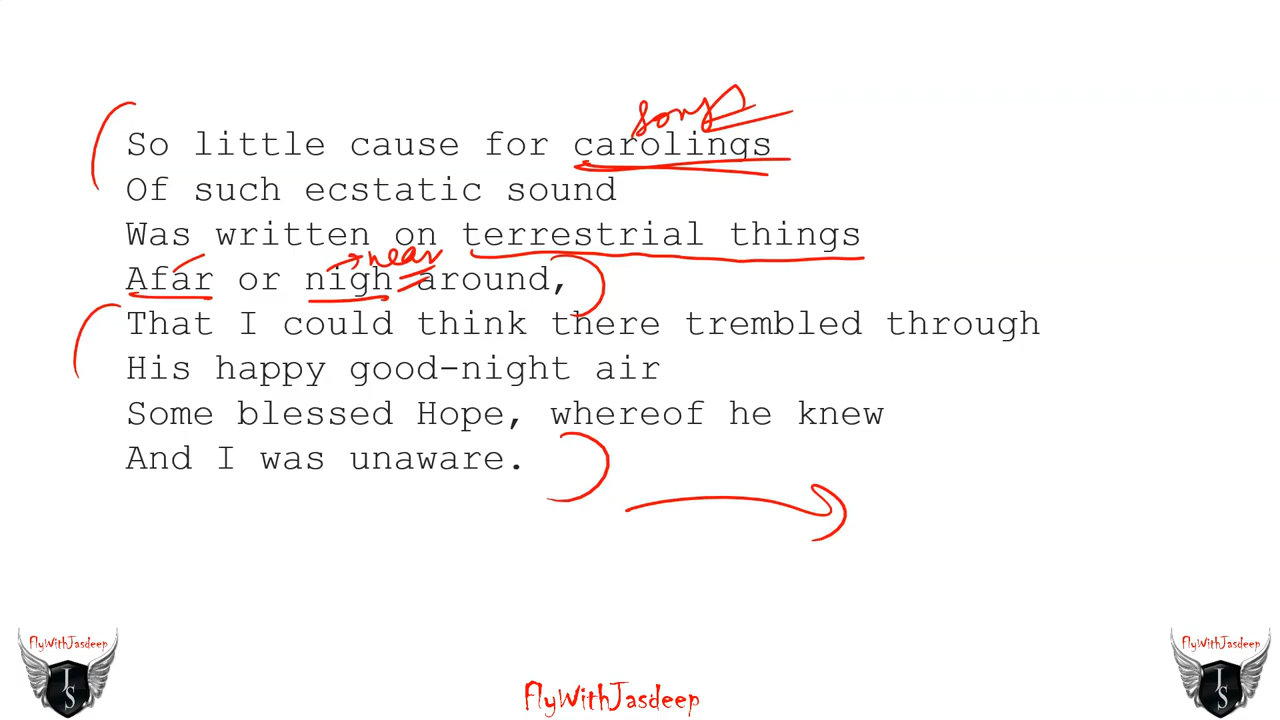 songs
So little cause for carolings
Of such ecstatic sound
Was written on terrestrial things
near
Afar or nigh around,
That I could think there trembled through
His happy good-night air
Some blessed Hope, whereof he knew
And I was unaware.
FlyWithJasdeep
JS
FlyWithJasdeep
FlyWithJasdeep
JS